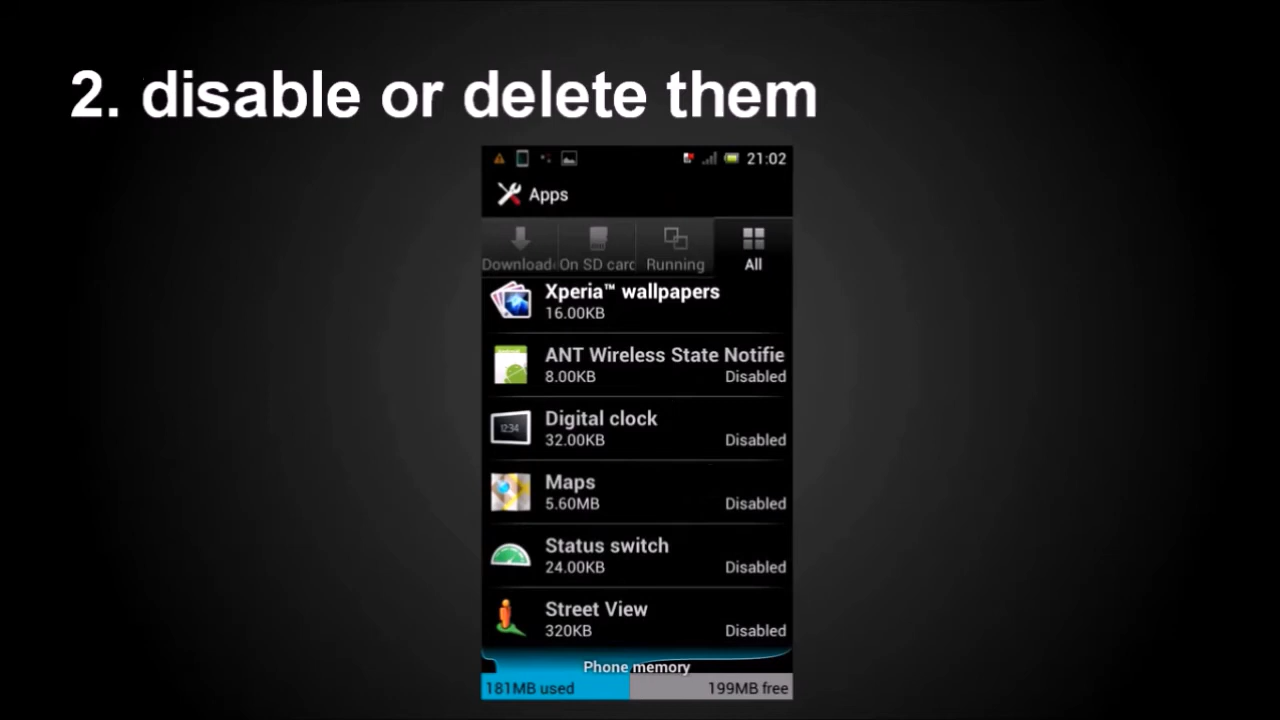 2. disable or delete them
21:02
Apps
Download
On SD card
Running
All
Xperia™ wallpapers
16.00KB
ANT Wireless State Notifie
8.00KB
Disabled
Digital clock
32.00KB
Disabled
12:34
Maps
5.60MB
Disabled
Status switch
24.00KB
Disabled
Street View
320KB
Disabled
Phone memory
181MB used
199MB free